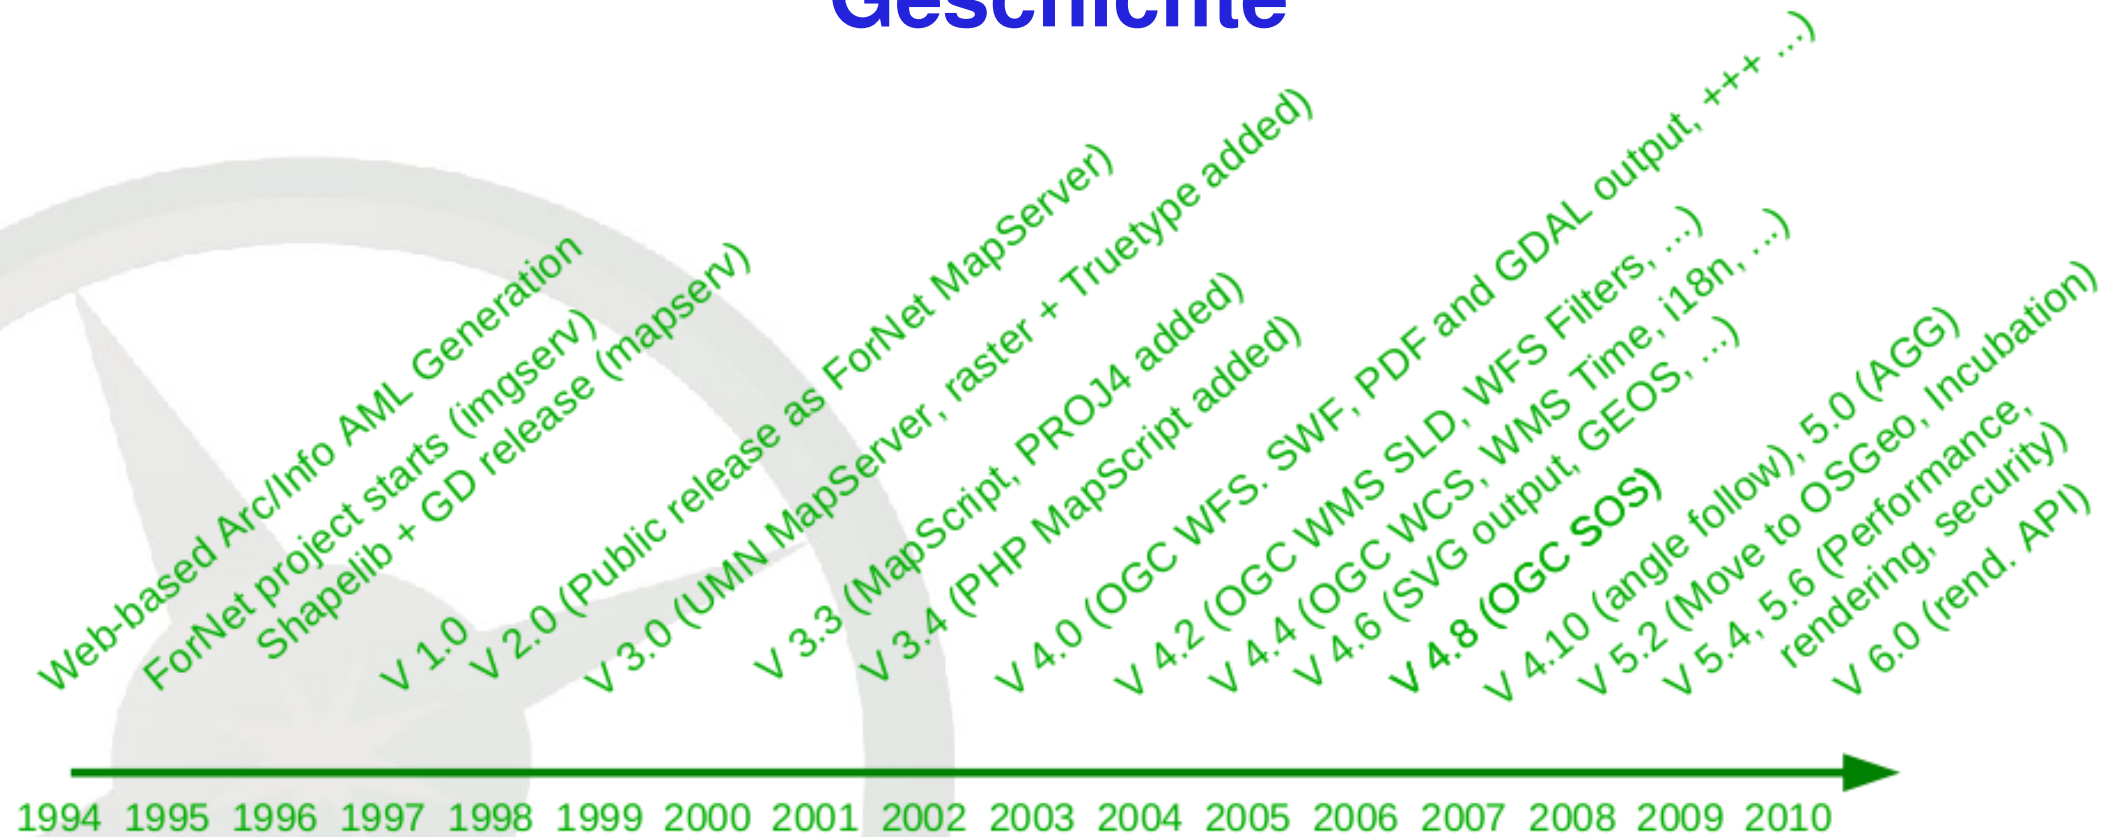 Geschichte
Web-based Arc/Info AML Generation
ForNet project starts (imgserv)
Shapelib + GD release (mapserv)
V 1.0
V 2.0 (Public release as ForNet MapServer)
V 3.0 (UMN MapServer, raster + Truetype added)
V 3.3 (MapScript, PROJ4 added)
V 3.4 (PHP MapScript added)
V 4.0 (OGC WFS. SWF, PDF and GDAL output, +++ ...)
V 4.2 (OGC WMS SLD, WFS Filters, ...)
V 4.4 (OGC WCS, WMS Time, i18n, ...)
V 4.6 (SVG output, GEOS, ...)
V 4.8 (OGC SOS)
V 4.10 (angle follow), 5.0 (AGG)
V 5.2 (Move to OSGeo, Incubation)
V 5.4, 5.6 (Performance,
rendering, security)
V 6.0 (rend. API)
1994 1995 1996 1997 1998 1999 2000 2001 2002 2003 2004 2005 2006 2007 2008 2009 2010